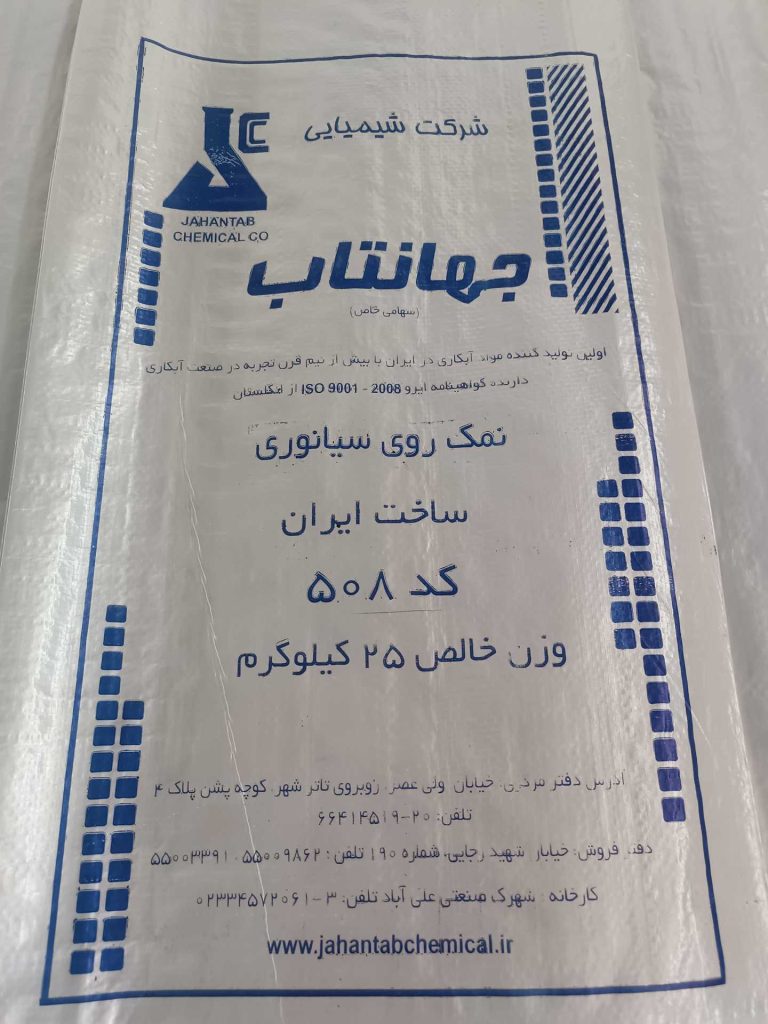 شرکت شیمیایی
JAHANTAB
CHEMICAL CO
جهانتاب
(سهامی خاص)
اولین تولید کننده مواد آبکاری در ایران با بیش از نیم قرن تجربه در صنعت آبکاری
دارنده گواهینامه ایزو ISO 9001 - 2008 از انگلستان
نمک روی سیانوری
ساخت ایران
کد ۵۰۸
وزن خالص ۲۵ کیلوگرم
آدرس دفتر مرکزی: خیابان ولی عصر، روبروی تاتر شهر، کوچه پشن پلاک ۴
تلفن: ۲۰-۶۶۴۱۴۵۱۹
دفتر فروش: خیابان شهید رجایی، شماره ۱۹۰ تلفن: ۵۵۰۰۹۸۶۲ - ۵۵۰۰۳۳۹۱
کارخانه: شهرک صنعتی علی آباد تلفن: ۳-۰۲۳۳۴۵۷۲۰۶۱
www.jahantabchemical.ir